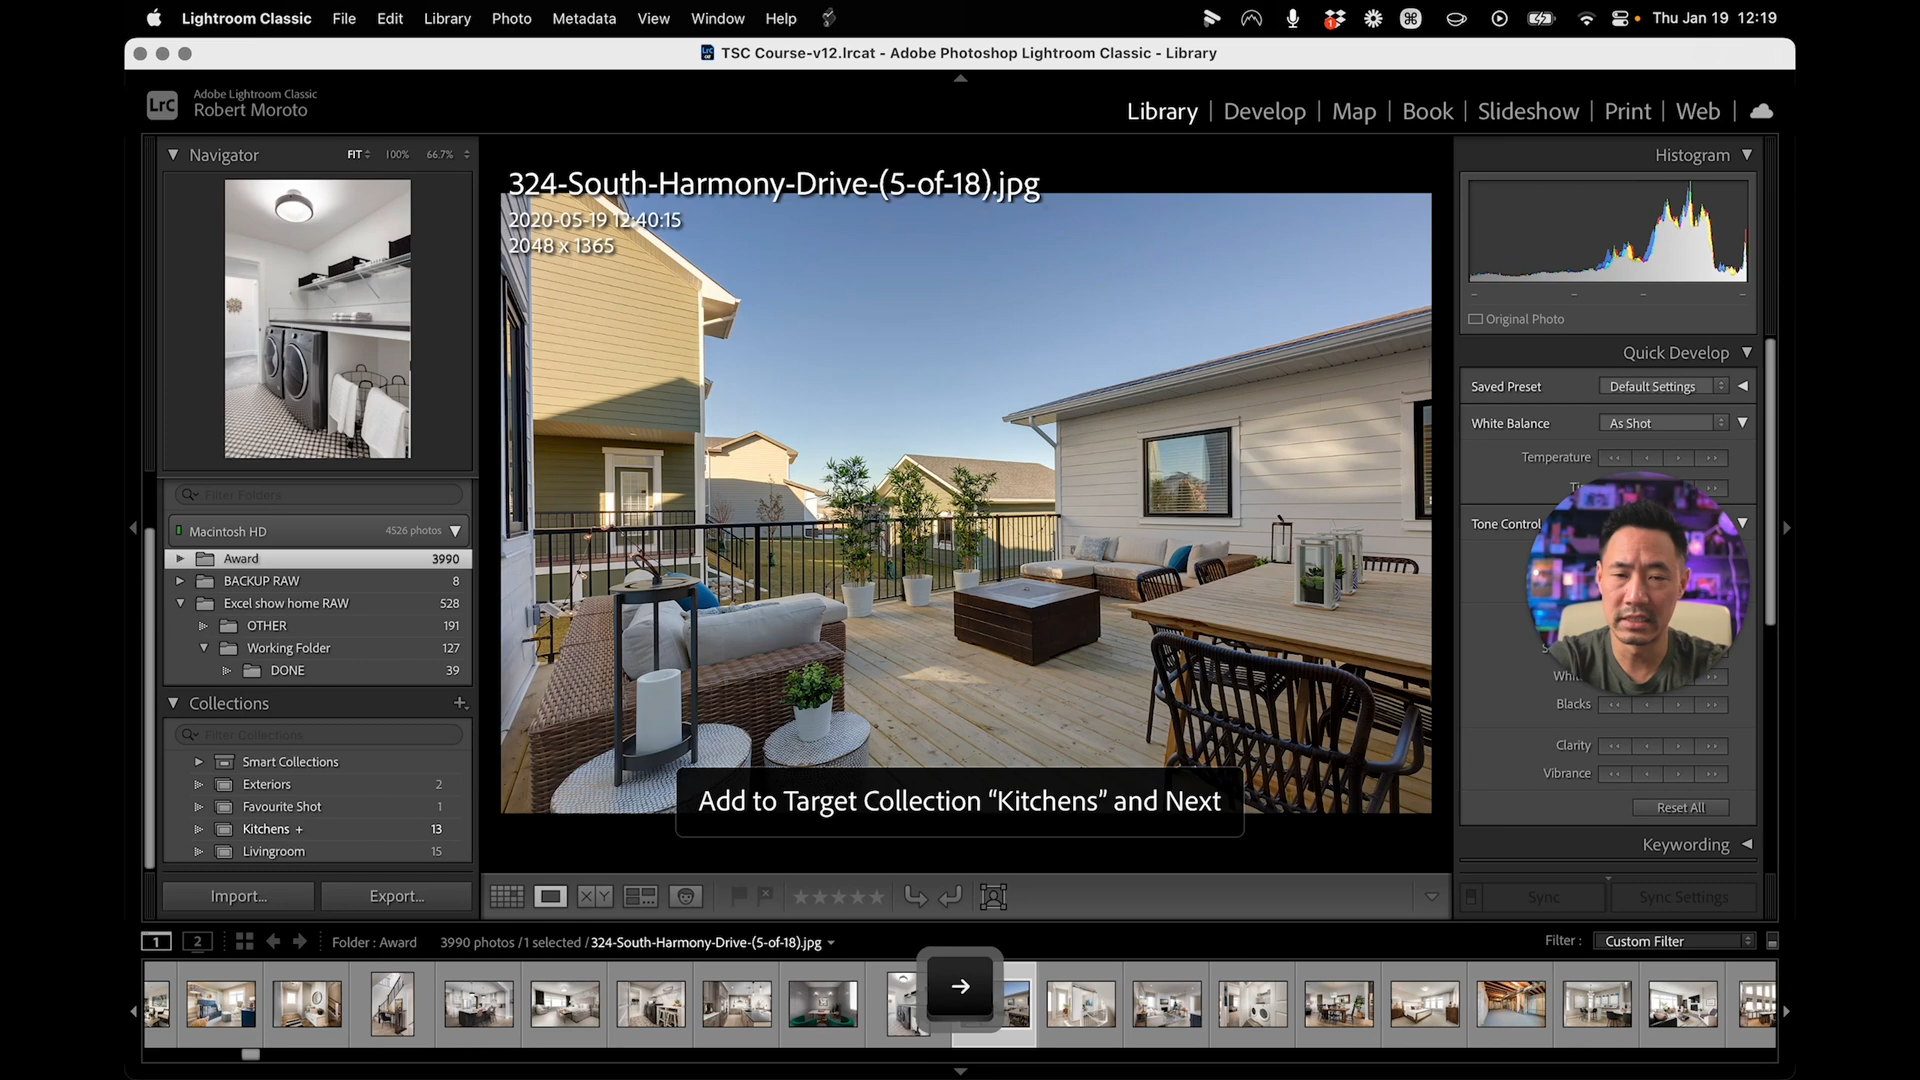 Lightroom Classic File Edit Library Photo Metadata View Window Help
1
Thu Jan 19 12:19
TSC Course-v12.lrcat - Adobe Photoshop Lightroom Classic - Library
LrC
Adobe Lightroom Classic
Robert Moroto
Library | Develop | Map | Book | Slideshow | Print | Web |
Navigator FIT 100% 66.7%
324-South-Harmony-Drive-(5-of-18).jpg
2020-05-19 12:40:15
2048 x 1365
Histogram
Original Photo
Quick Develop
Saved Preset Default Settings
White Balance As Shot
Temperature
Tone Control
Blacks
Clarity
Vibrance
Reset All
Keywording
Sync Sync Settings
Filter Folders
Macintosh HD 4526 photos
Award 3990
BACKUP RAW 8
Excel show home RAW 528
OTHER 191
Working Folder 127
DONE 39
Collections
Filter Collections
Smart Collections
Exteriors 2
Favourite Shot 1
Kitchens + 13
Livingroom 15
Import... Export...
Add to Target Collection “Kitchens” and Next
X Y
1 2 Folder : Award 3990 photos / 1 selected / 324-South-Harmony-Drive-(5-of-18).jpg
Filter : Custom Filter